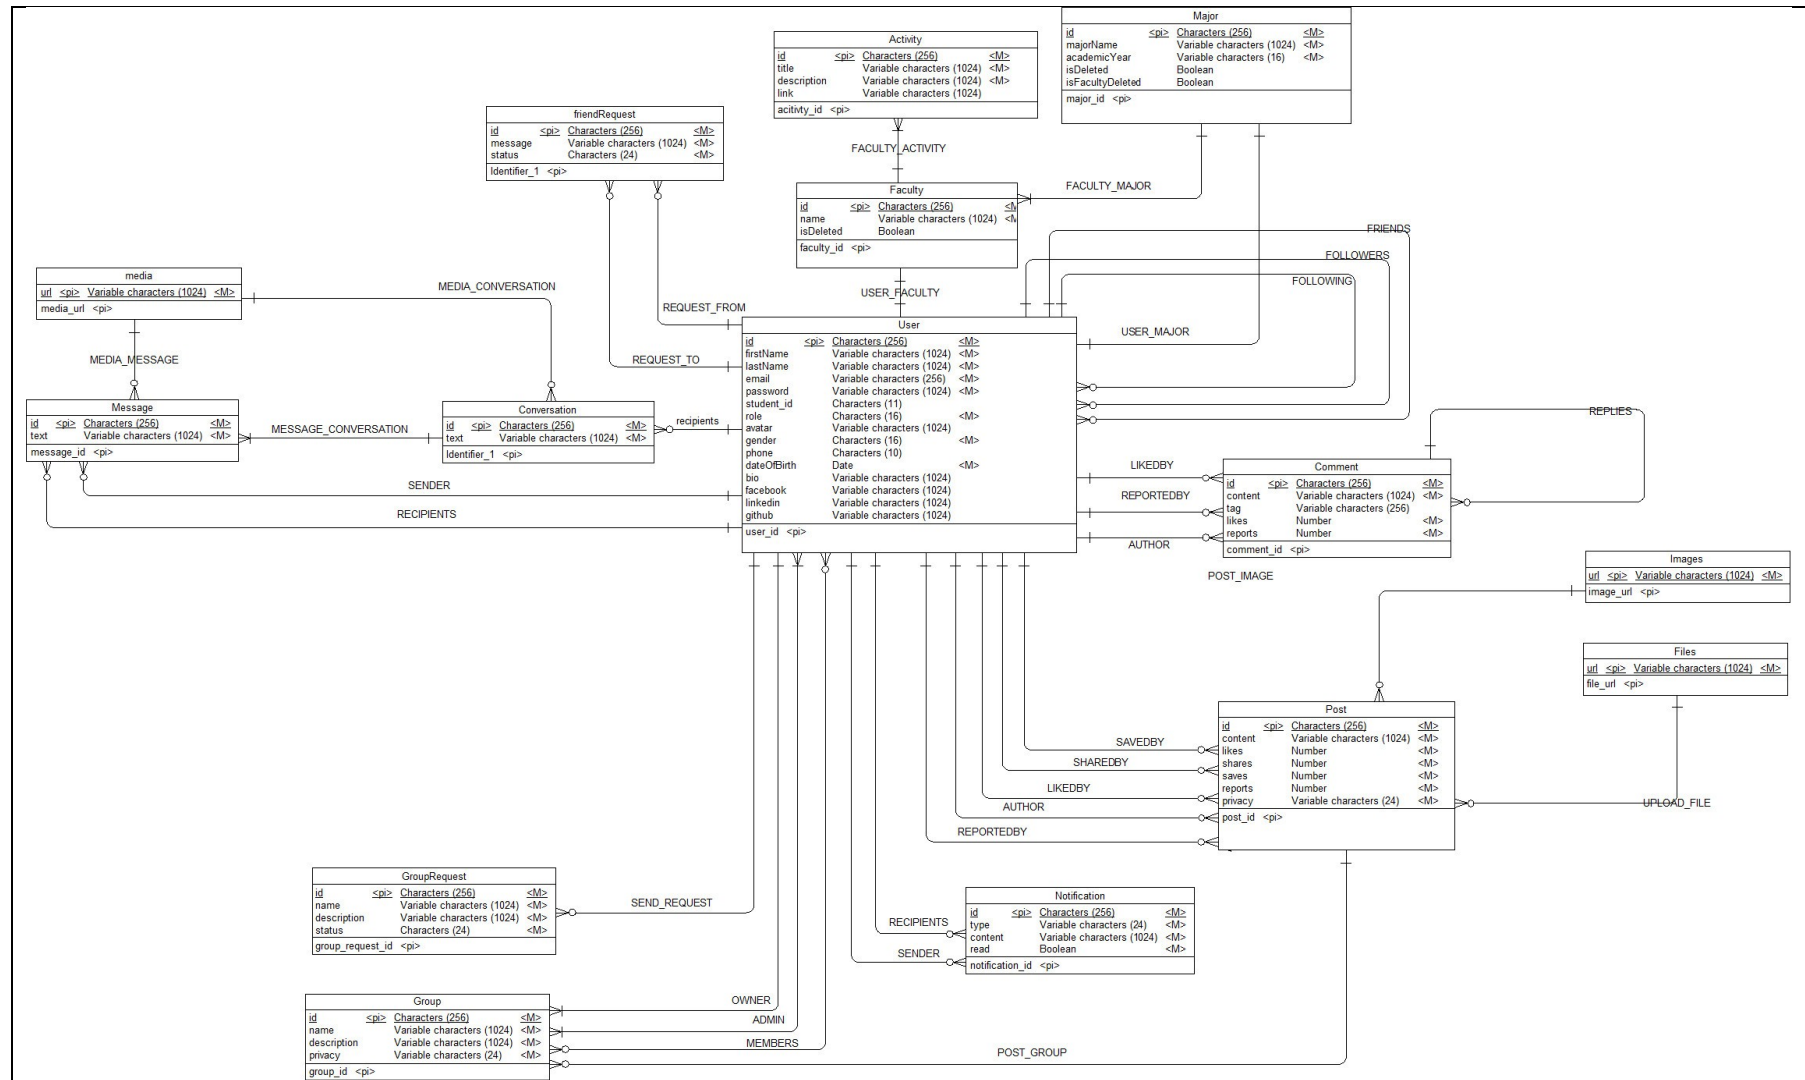 Major
id <pi> Characters (256) <M>
majorName Variable characters (1024) <M>
academicYear Variable characters (16) <M>
isDeleted Boolean
isFacultyDeleted Boolean
major_id <pi>
Activity
id <pi> Characters (256) <M>
title Variable characters (1024) <M>
description Variable characters (1024) <M>
link Variable characters (1024)
acitivty_id <pi>
friendRequest
id <pi> Characters (256) <M>
message Variable characters (1024) <M>
status Characters (24) <M>
Identifier_1 <pi>
FACULTY_ACTIVITY
FACULTY_MAJOR
Faculty
id <pi> Characters (256) <M
name Variable characters (1024) <M
isDeleted Boolean
faculty_id <pi>
FRIENDS
FOLLOWERS
FOLLOWING
media
url <pi> Variable characters (1024) <M>
media_url <pi>
MEDIA_CONVERSATION
USER_FACULTY
REQUEST_FROM
USER_MAJOR
MEDIA_MESSAGE
REQUEST_TO
User
id <pi> Characters (256) <M>
firstName Variable characters (1024) <M>
lastName Variable characters (1024) <M>
email Variable characters (256) <M>
password Variable characters (1024) <M>
student_id Characters (11)
role Characters (16) <M>
avatar Variable characters (1024)
gender Characters (16) <M>
phone Characters (10)
dateOfBirth Date <M>
bio Variable characters (1024)
facebook Variable characters (1024)
linkedin Variable characters (1024)
github Variable characters (1024)
user_id <pi>
Message
id <pi> Characters (256) <M>
text Variable characters (1024) <M>
message_id <pi>
MESSAGE_CONVERSATION
Conversation
id <pi> Characters (256) <M>
text Variable characters (1024) <M>
Identifier_1 <pi>
recipients
REPLIES
SENDER
RECIPIENTS
LIKEDBY
REPORTEDBY
AUTHOR
Comment
id <pi> Characters (256) <M>
content Variable characters (1024) <M>
tag Variable characters (256)
likes Number <M>
reports Number <M>
comment_id <pi>
POST_IMAGE
Images
url <pi> Variable characters (1024) <M>
image_url <pi>
Files
url <pi> Variable characters (1024) <M>
file_url <pi>
Post
id <pi> Characters (256) <M>
content Variable characters (1024) <M>
likes Number <M>
shares Number <M>
saves Number <M>
reports Number <M>
privacy Variable characters (24) <M>
post_id <pi>
SAVEDBY
SHAREDBY
LIKEDBY
AUTHOR
REPORTEDBY
UPLOAD_FILE
GroupRequest
id <pi> Characters (256) <M>
name Variable characters (1024) <M>
description Variable characters (1024) <M>
status Characters (24) <M>
group_request_id <pi>
SEND_REQUEST
RECIPIENTS
SENDER
Notification
id <pi> Characters (256) <M>
type Variable characters (24) <M>
content Variable characters (1024) <M>
read Boolean <M>
notification_id <pi>
Group
id <pi> Characters (256) <M>
name Variable characters (1024) <M>
description Variable characters (1024) <M>
privacy Variable characters (24) <M>
group_id <pi>
OWNER
ADMIN
MEMBERS
POST_GROUP